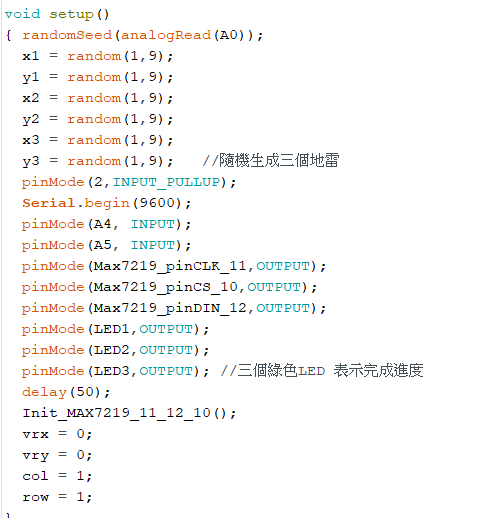 void setup()
{ randomSeed(analogRead(A0));
x1 = random(1,9);
y1 = random(1,9);
x2 = random(1,9);
y2 = random(1,9);
x3 = random(1,9);
y3 = random(1,9);   //隨機生成三個地雷
pinMode(2,INPUT_PULLUP);
Serial.begin(9600);
pinMode(A4, INPUT);
pinMode(A5, INPUT);
pinMode(Max7219_pinCLK_11,OUTPUT);
pinMode(Max7219_pinCS_10,OUTPUT);
pinMode(Max7219_pinDIN_12,OUTPUT);
pinMode(LED1,OUTPUT);
pinMode(LED2,OUTPUT);
pinMode(LED3,OUTPUT); //三個綠色LED 表示完成進度
delay(50);
Init_MAX7219_11_12_10();
vrx = 0;
vry = 0;
col = 1;
row = 1;
}